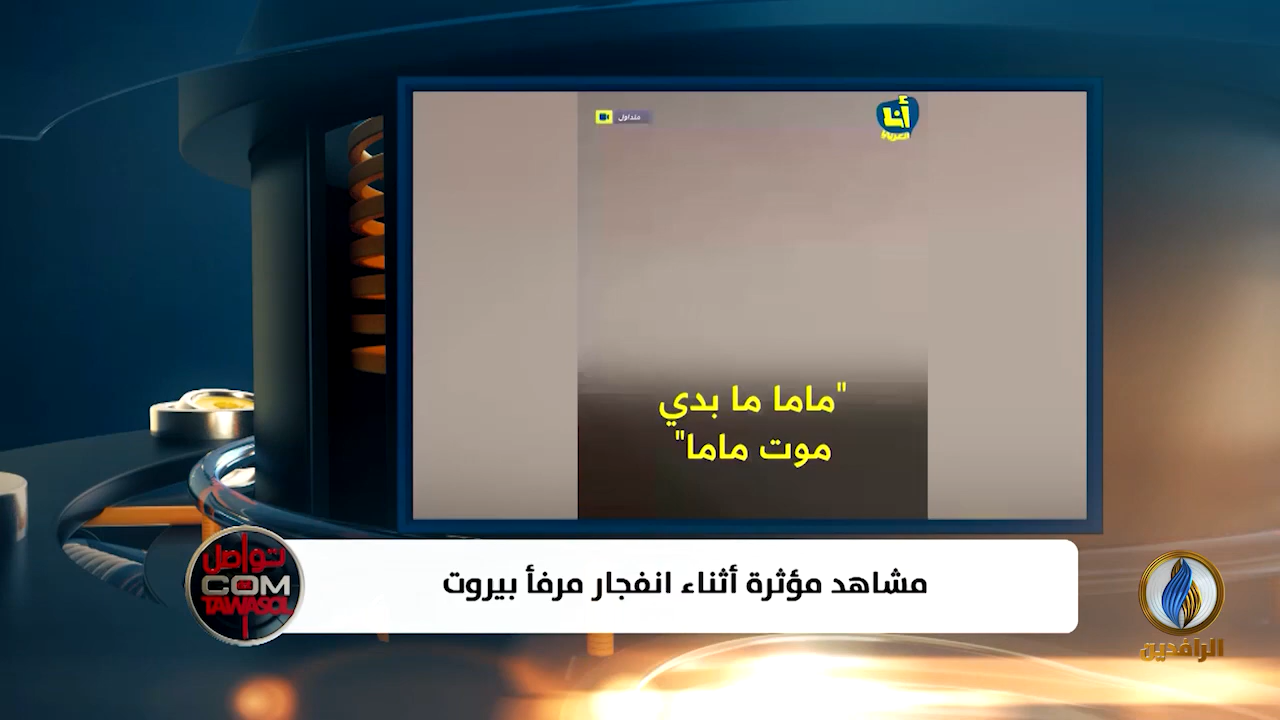 متداول
أنا
العربي
"ماما ما بدي
موت ماما"
مشاهد مؤثرة أثناء انفجار مرفأ بيروت
تواصل
COM
TAWASOL
الرافدين